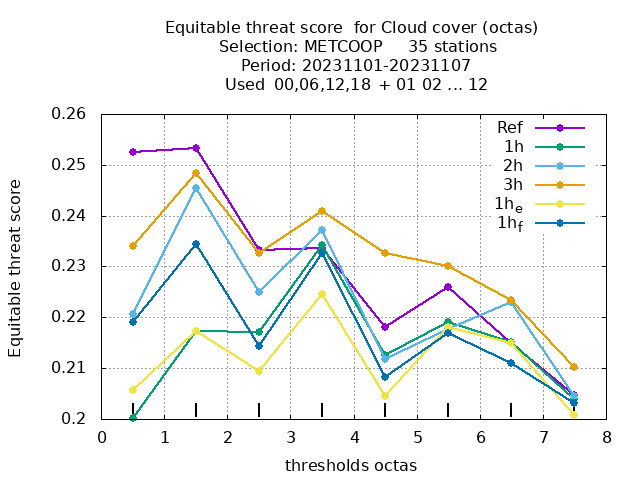 Equitable threat score  for Cloud cover (octas)
Selection: METCOOP     35 stations
Period: 20231101-20231107
Used  00,06,12,18 + 01 02 ... 12
0.26
0.25
0.24
0.23
0.22
0.21
0.2
Equitable threat score
Ref
1h
2h
3h
1h_e
1h_f
0 1 2 3 4 5 6 7 8
thresholds octas